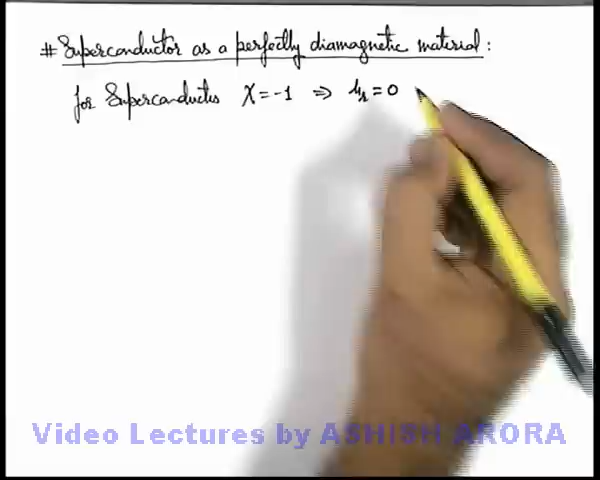 # Superconductor as a perfectly diamagnetic material :
for Superconductors χ = -1 ⇒ μr = 0
Video Lectures by ASHISH ARORA